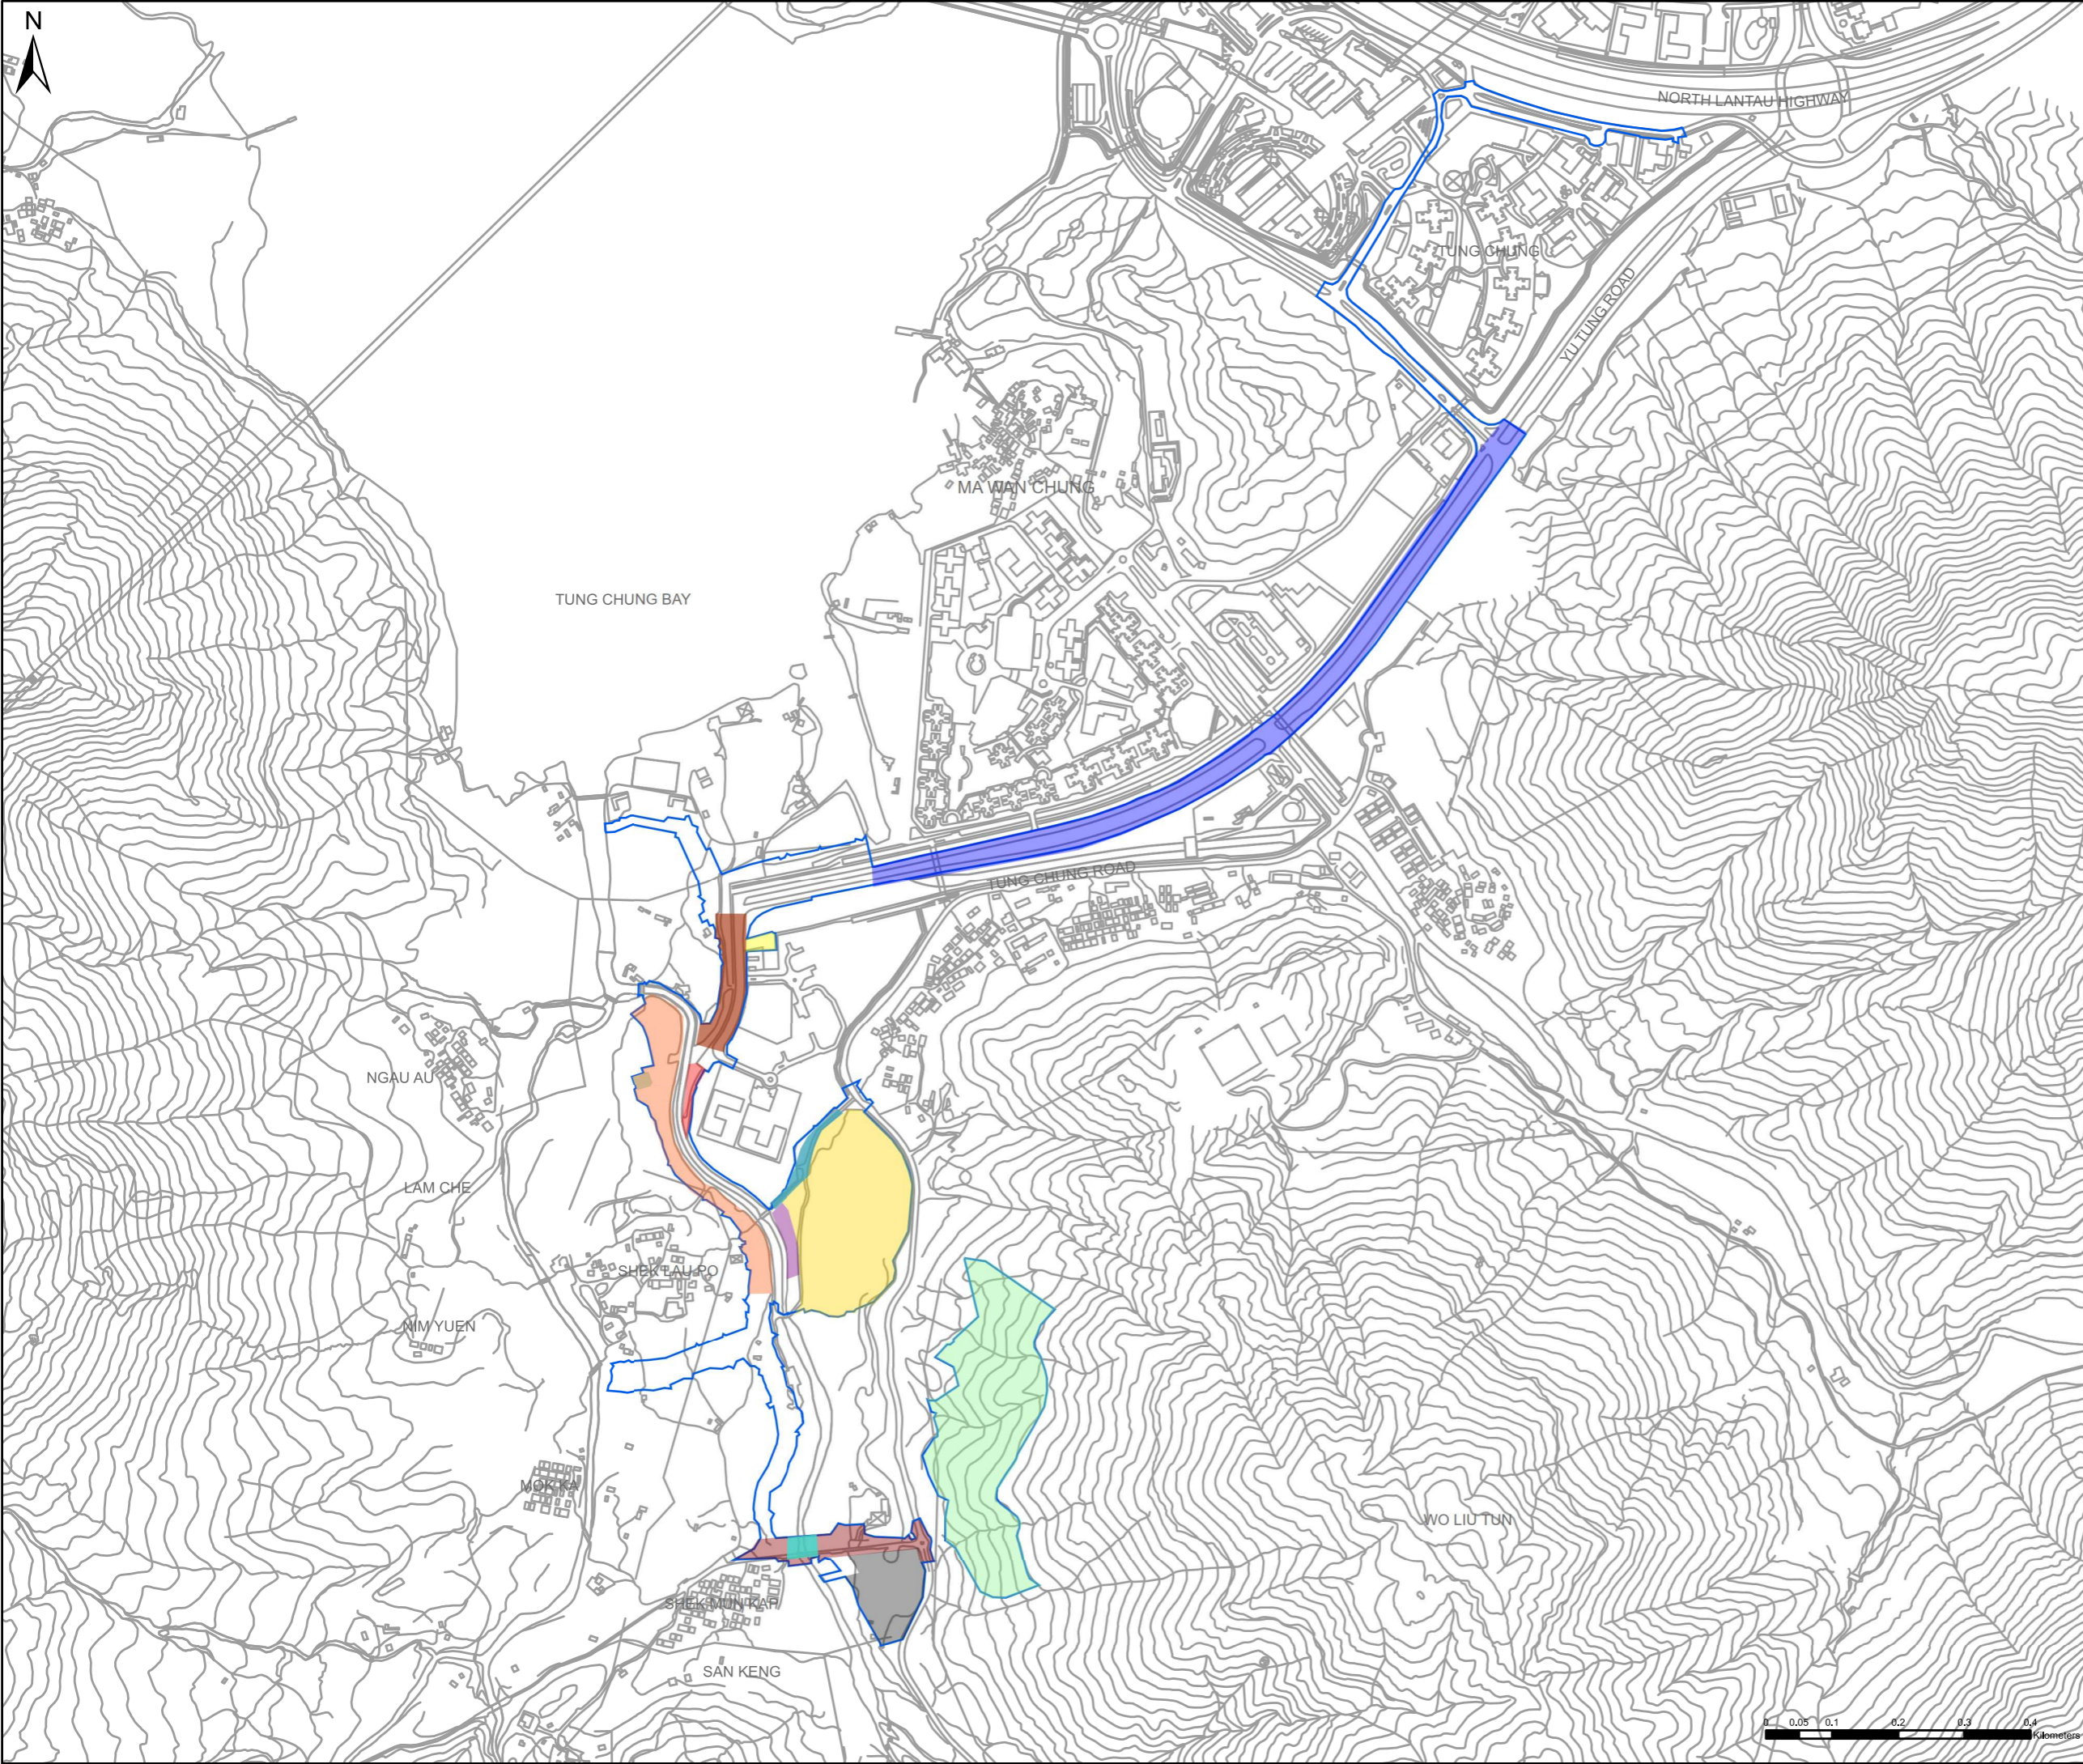 N
NORTH LANTAU HIGHWAY
TUNG CHUNG
YU TUNG ROAD
MA WAN CHUNG
TUNG CHUNG BAY
TUNG CHUNG ROAD
NGAU AU
LAM CHE
SHEK LAU PO
NIM YUEN
MOK KA
WO LIU TUN
SHEK MUN KAP
SAN KENG
0 0.05 0.1 0.2 0.3 0.4
Kilometers